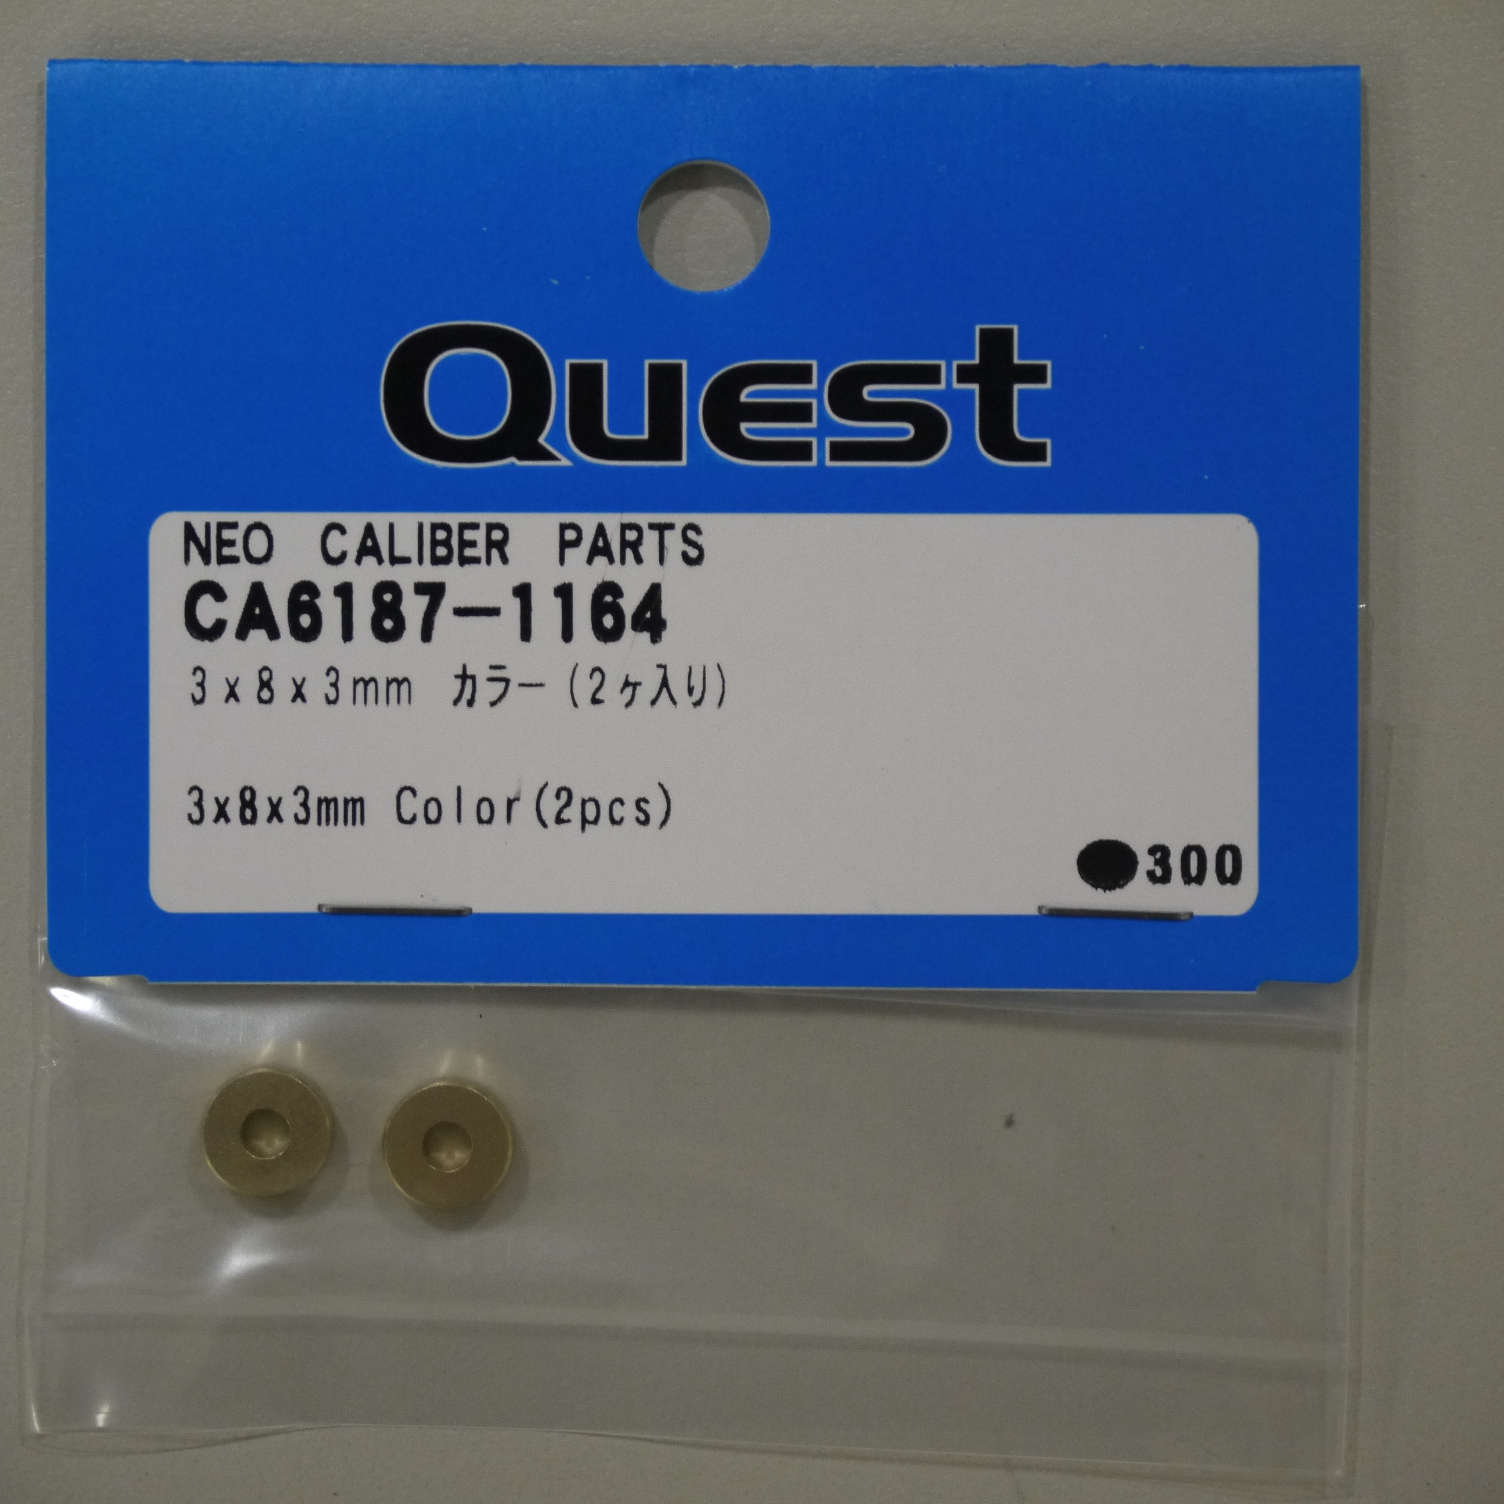 Quest
NEO CALIBER PARTS
CA6187-1164
3x8x3mm カラー(2ヶ入り)
3x8x3mm Color(2pcs)
●300